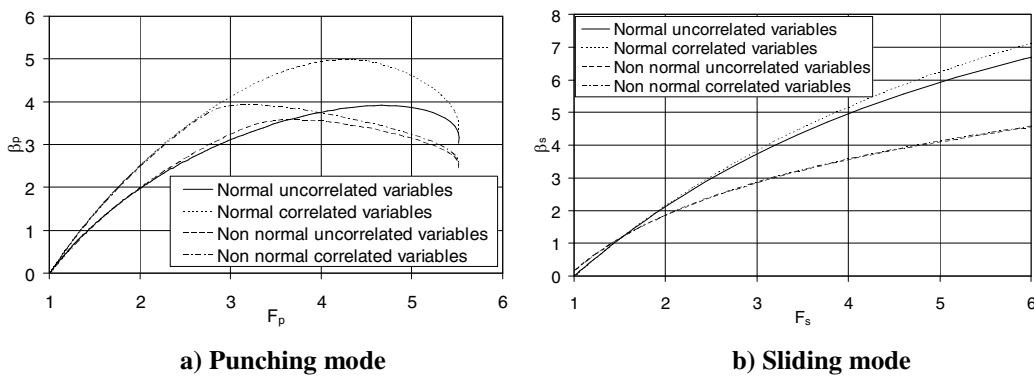 6
5
4
3
2
1
0
βp
1 2 3 4 5 6
Fp
Normal uncorrelated variables
Normal correlated variables
Non normal uncorrelated variables
Non normal correlated variables
a) Punching mode
8
7
6
5
4
3
2
1
0
βs
Normal uncorrelated variables
Normal correlated variables
Non normal uncorrelated variables
Non normal correlated variables
1 2 3 4 5 6
Fs
b) Sliding mode